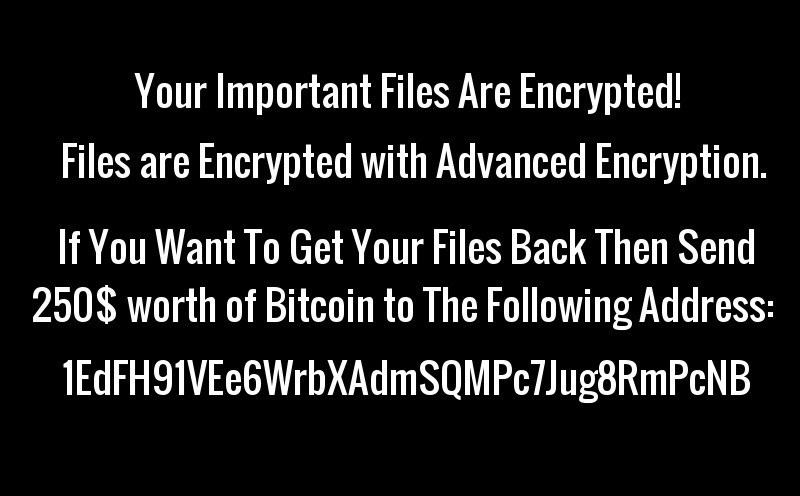 Your Important Files Are Encrypted!
Files are Encrypted with Advanced Encryption.
If You Want To Get Your Files Back Then Send
250$ worth of Bitcoin to The Following Address:
1EdFH91VEe6WrbXAdmSQMPc7Jug8RmPcNB